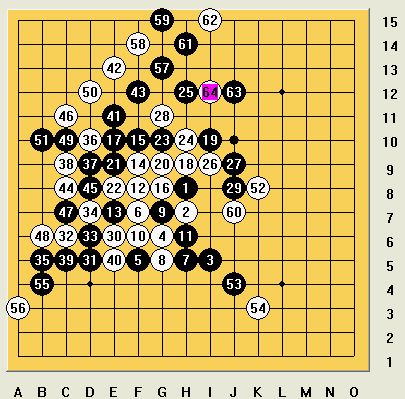 59 62 15
58 61 14
42 57 13
50 43 25 64 63 12
46 41 28 11
51 49 36 17 15 23 24 19 10
38 37 21 14 20 18 26 27 9
44 45 22 12 16 1 29 52 8
47 34 13 6 9 2 60 7
48 32 33 30 10 4 11 6
35 39 31 40 5 8 7 3 5
55 53 4
56 54 3
2
1
A B C D E F G H I J K L M N O